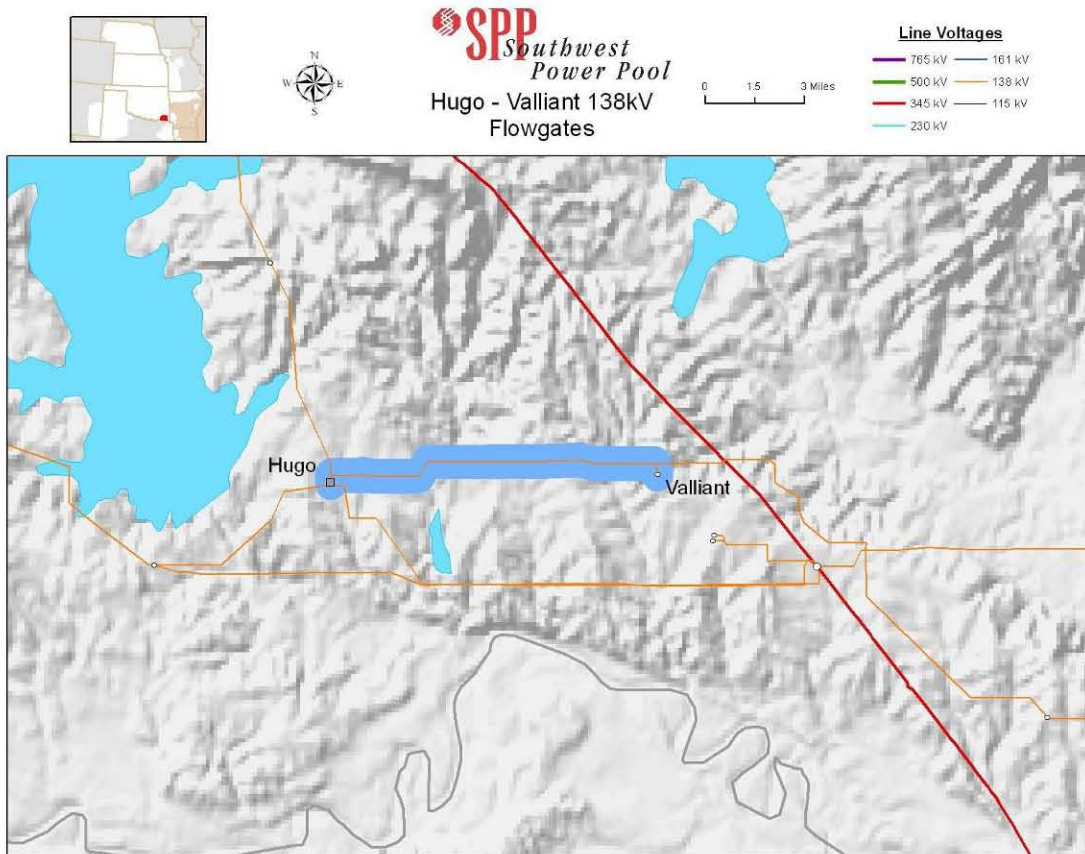 N
W E
S
SPP
Southwest
Power Pool
Hugo - Valliant 138kV
Flowgates
0 1.5 3 Miles
Line Voltages
765 kV 161 kV
500 kV 138 kV
345 kV 115 kV
230 kV
Hugo
Valliant